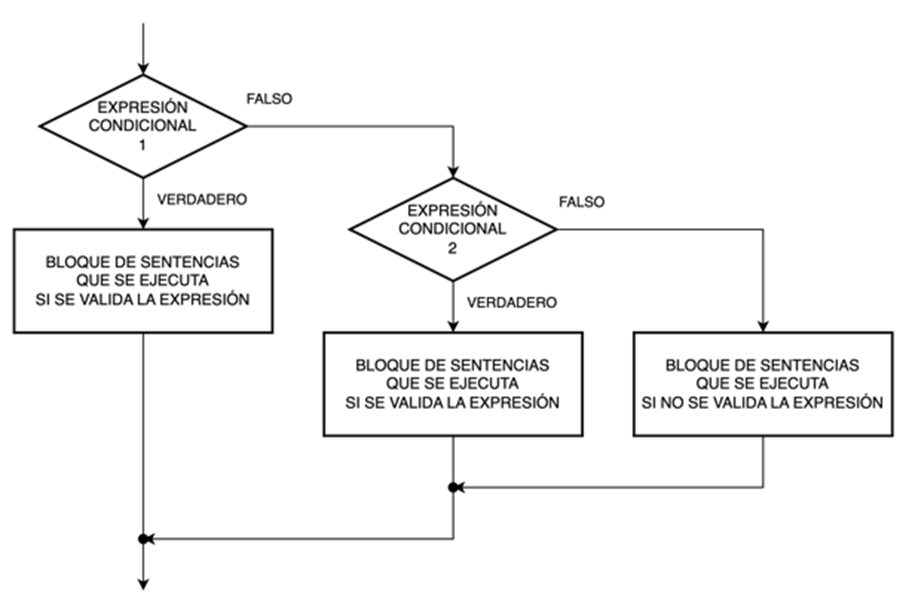 EXPRESIÓN
CONDICIONAL
1
FALSO
VERDADERO
BLOQUE DE SENTENCIAS
QUE SE EJECUTA
SI SE VALIDA LA EXPRESIÓN
EXPRESIÓN
CONDICIONAL
2
FALSO
VERDADERO
BLOQUE DE SENTENCIAS
QUE SE EJECUTA
SI SE VALIDA LA EXPRESIÓN
BLOQUE DE SENTENCIAS
QUE SE EJECUTA
SI NO SE VALIDA LA EXPRESIÓN